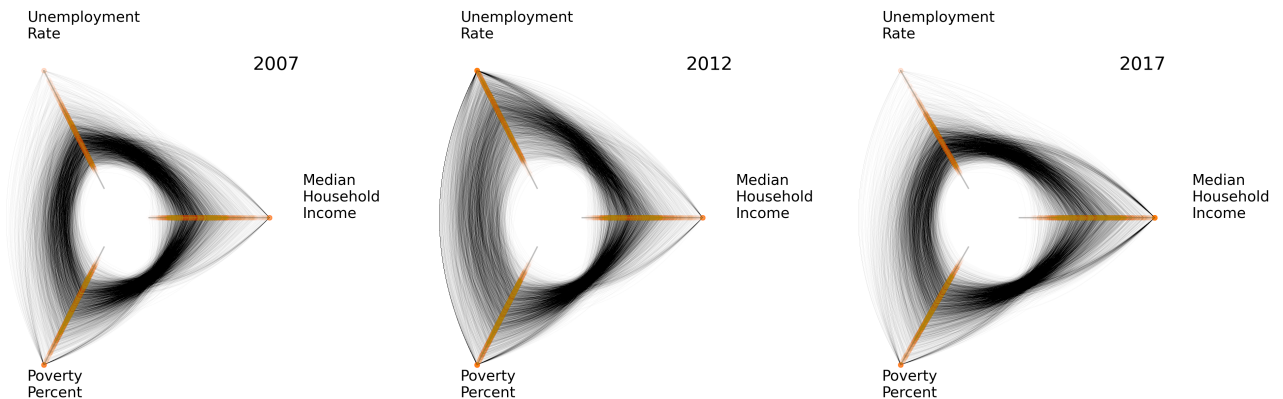 Unemployment
Rate
2007
Median
Household
Income
Poverty
Percent
Unemployment
Rate
2012
Median
Household
Income
Poverty
Percent
Unemployment
Rate
2017
Median
Household
Income
Poverty
Percent